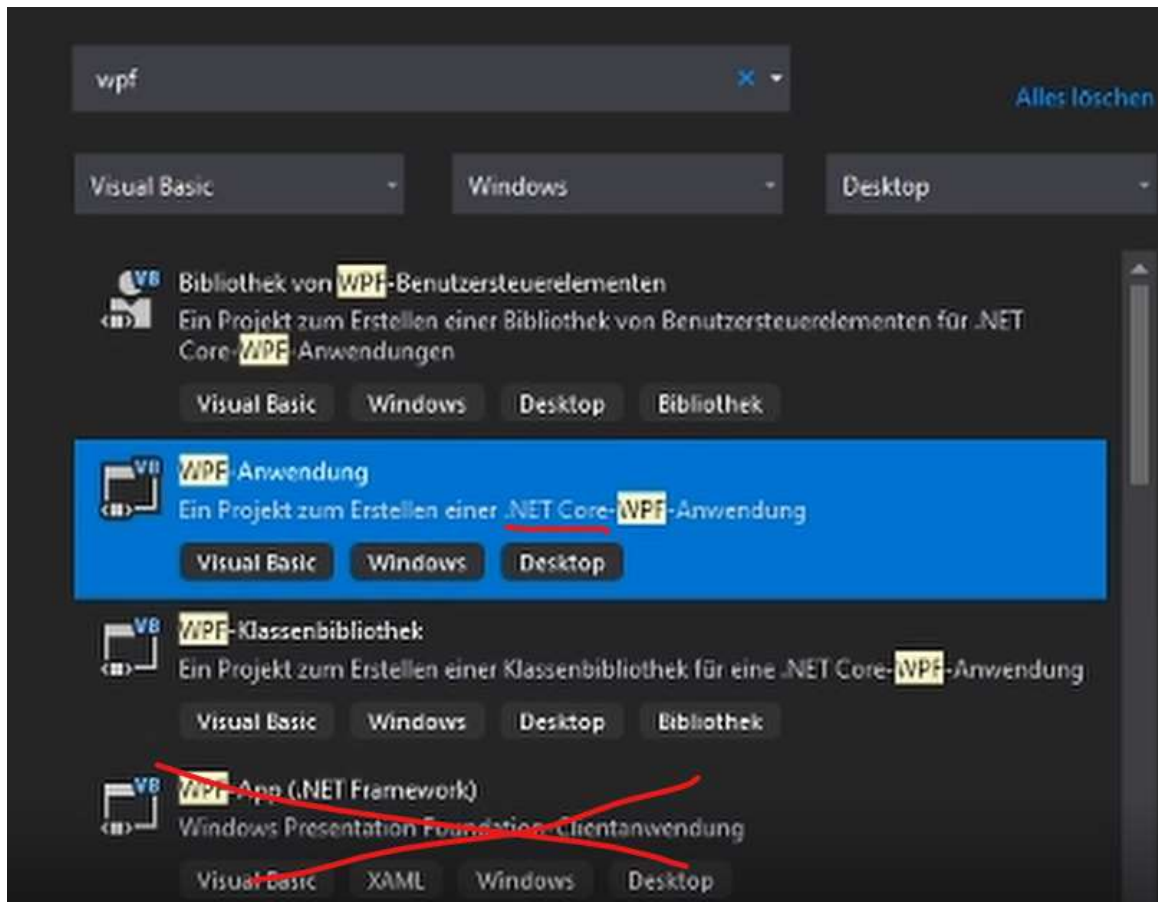 wpf
Alles löschen
Visual Basic
Windows
Desktop
VB
Bibliothek von WPF-Benutzersteuerelementen
Ein Projekt zum Erstellen einer Bibliothek von Benutzersteuerelementen für .NET
Core-WPF-Anwendungen
Visual Basic Windows Desktop Bibliothek
VB
WPF-Anwendung
Ein Projekt zum Erstellen einer .NET Core-WPF-Anwendung
Visual Basic Windows Desktop
VB
WPF-Klassenbibliothek
Ein Projekt zum Erstellen einer Klassenbibliothek für eine .NET Core-WPF-Anwendung
Visual Basic Windows Desktop Bibliothek
VB
WPF-App (.NET Framework)
Windows Presentation Foundation-Clientanwendung
Visual Basic XAML Windows Desktop